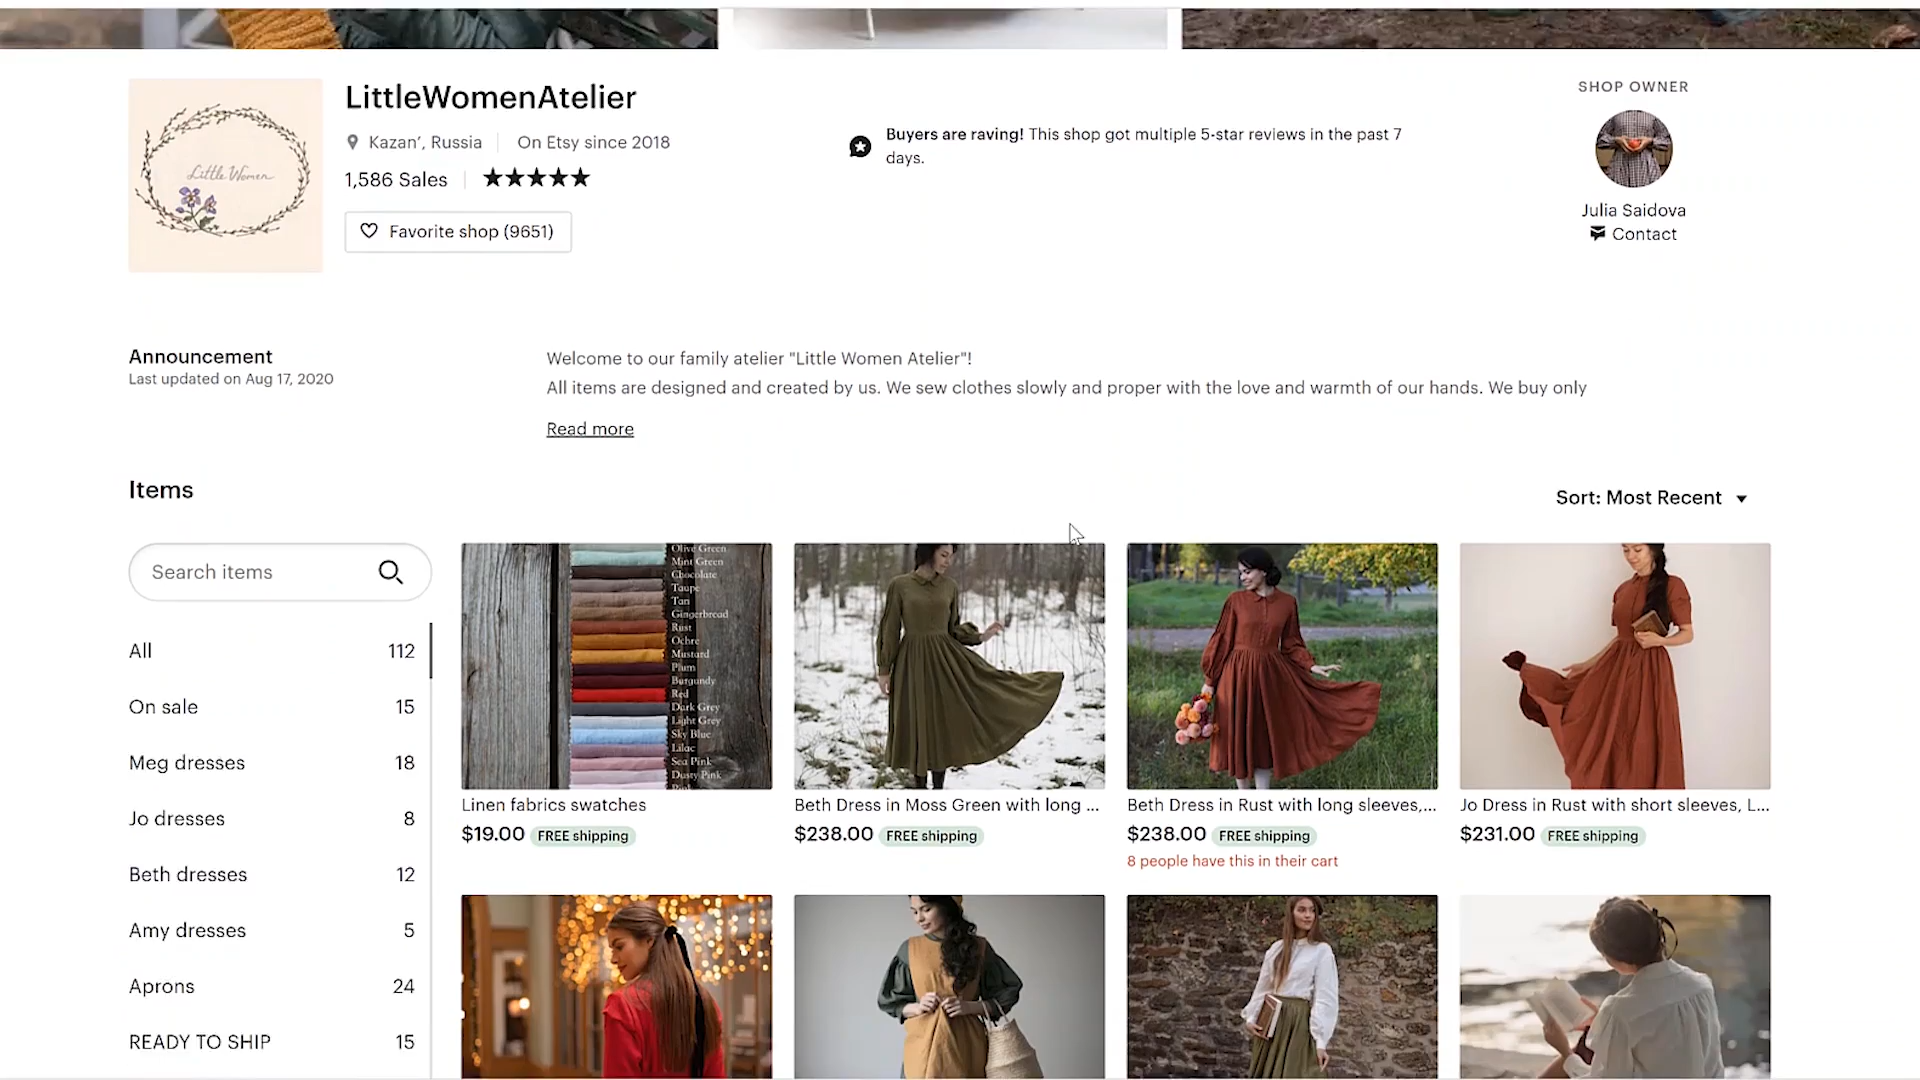 LittleWomenAtelier
Kazan', Russia
On Etsy since 2018
1,586 Sales
Favorite shop (9651)
Little Women
Buyers are raving! This shop got multiple 5-star reviews in the past 7
days.
SHOP OWNER
Julia Saidova
Contact
Announcement
Last updated on Aug 17, 2020
Welcome to our family atelier "Little Women Atelier"!
All items are designed and created by us. We sew clothes slowly and proper with the love and warmth of our hands. We buy only
Read more
Items
Sort: Most Recent
Search items
All 112
On sale 15
Meg dresses 18
Jo dresses 8
Beth dresses 12
Amy dresses 5
Aprons 24
READY TO SHIP 15
Olive Green
Mint Green
Chocolate
Taupe
Tan
Gingerbread
Rust
Ochre
Mustard
Plum
Burgundy
Red
Dark Grey
Light Grey
Sky Blue
Lilac
Sea Pink
Dusty Pink
Linen fabrics swatches
$19.00 FREE shipping
Beth Dress in Moss Green with long ...
$238.00 FREE shipping
Beth Dress in Rust with long sleeves,...
$238.00 FREE shipping
8 people have this in their cart
Jo Dress in Rust with short sleeves, L...
$231.00 FREE shipping